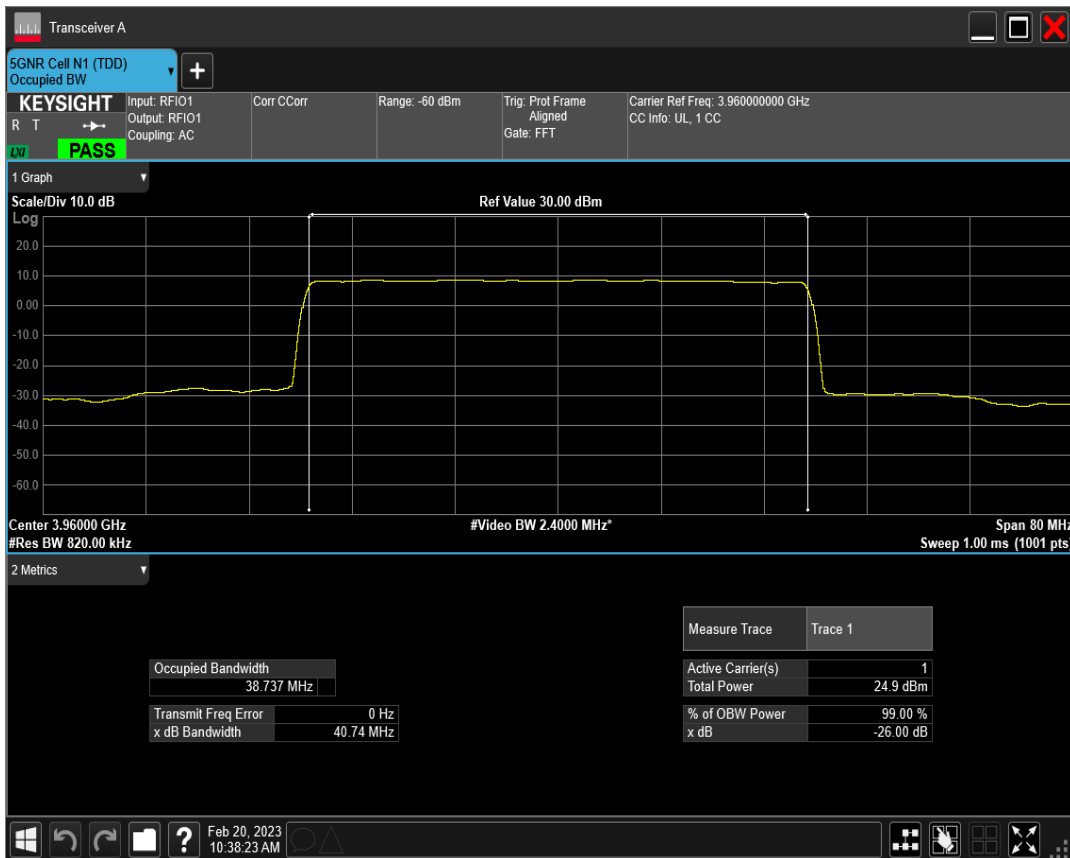 Transceiver A
5GNR Cell N1 (TDD)
Occupied BW
+
KEYSIGHT
R T
LXI
PASS
Input: RFIO1
Output: RFIO1
Coupling: AC
Corr CCorr
Range: -60 dBm
Trig: Prot Frame
Aligned
Gate: FFT
Carrier Ref Freq: 3.960000000 GHz
CC Info: UL, 1 CC
1 Graph
Scale/Div 10.0 dB
Ref Value 30.00 dBm
Log
20.0
10.0
0.00
-10.0
-20.0
-30.0
-40.0
-50.0
-60.0
Center 3.96000 GHz
#Video BW 2.4000 MHz*
Span 80 MHz
#Res BW 820.00 kHz
Sweep 1.00 ms (1001 pts)
2 Metrics
Measure Trace Trace 1
Occupied Bandwidth
38.737 MHz
Transmit Freq Error 0 Hz
x dB Bandwidth 40.74 MHz
Active Carrier(s) 1
Total Power 24.9 dBm
% of OBW Power 99.00 %
x dB -26.00 dB
?
Feb 20, 2023
10:38:23 AM